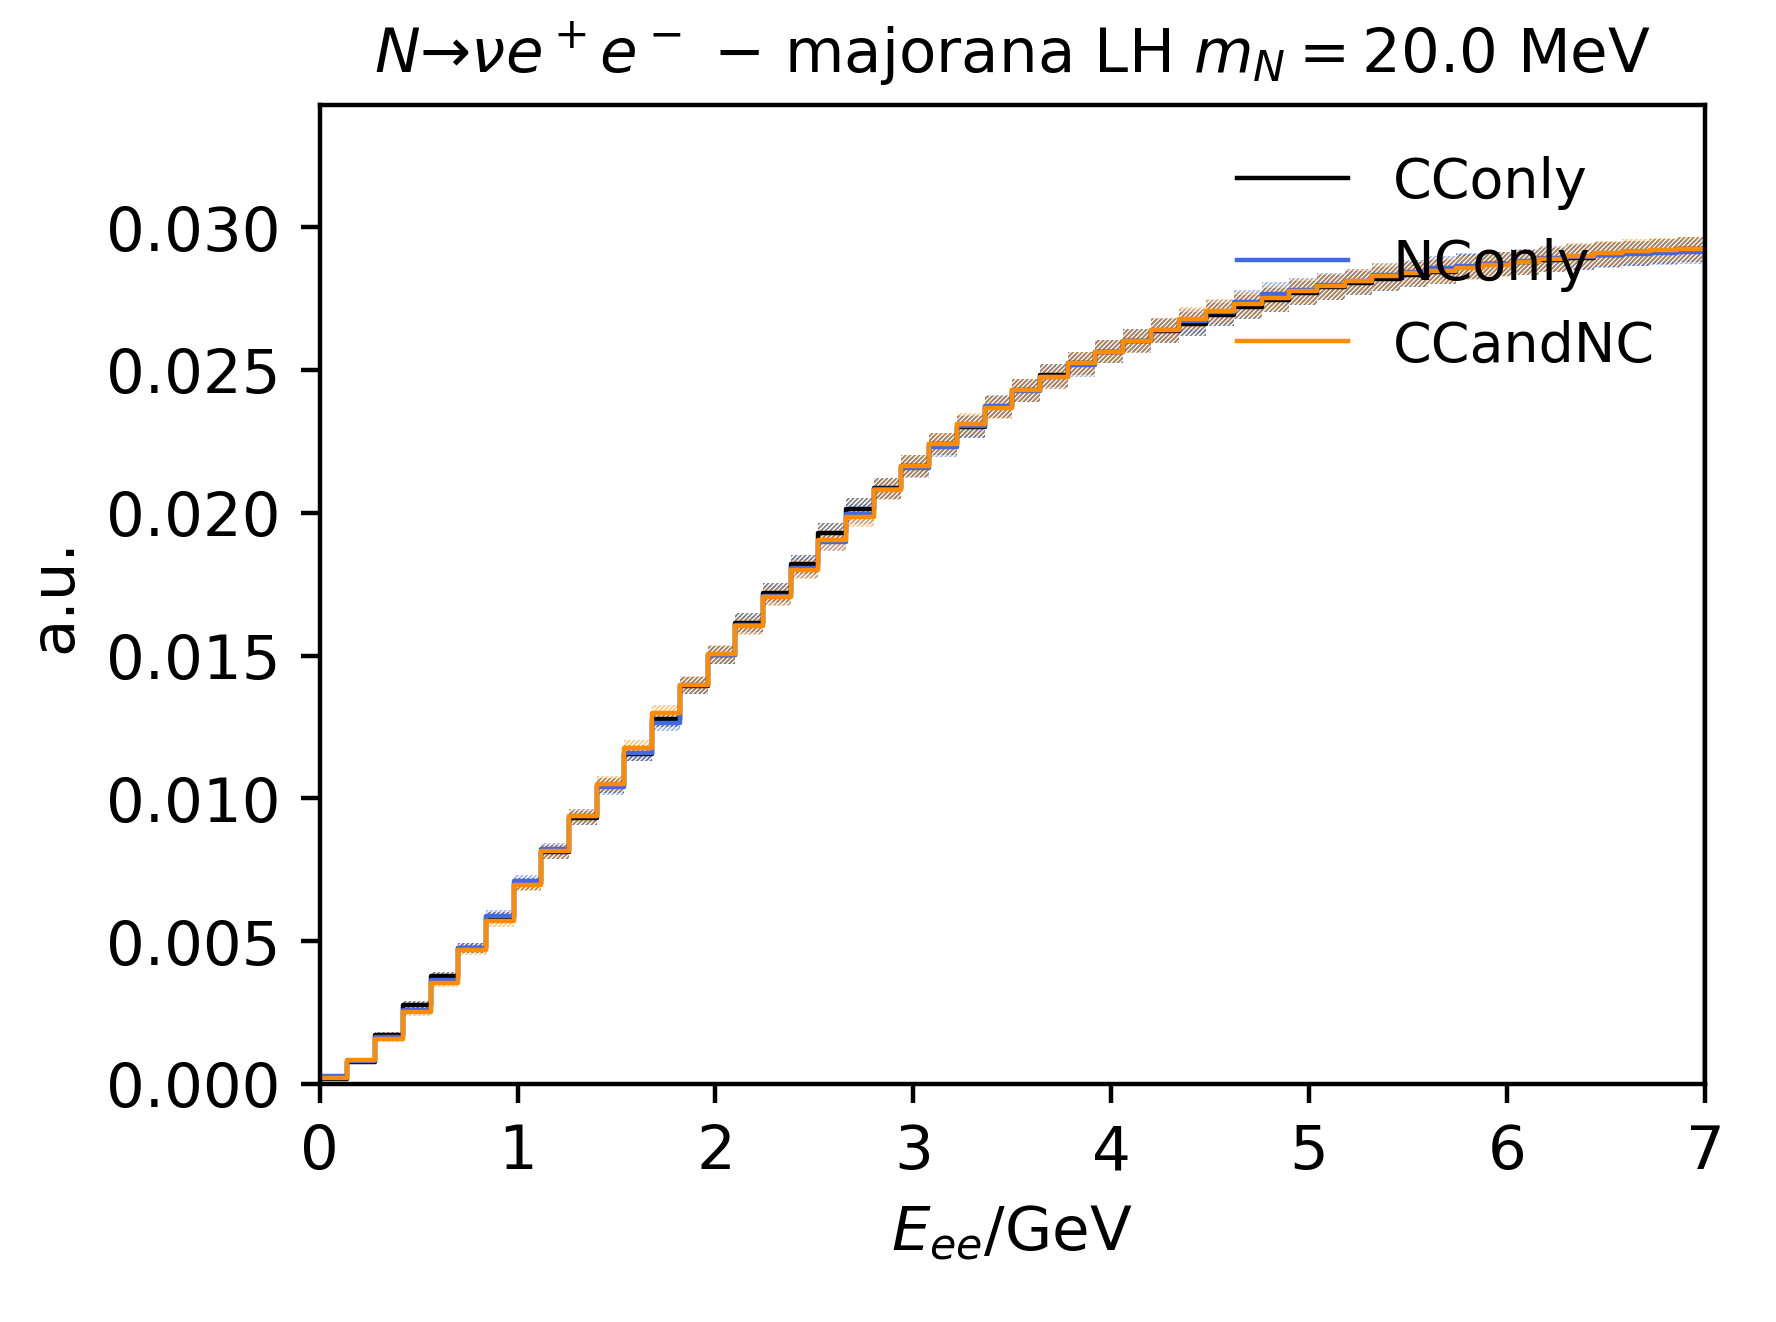 N→νe⁺e⁻ − majorana LH m_N = 20.0 MeV
CConly
NConly
CCandNC
0.030
0.025
0.020
0.015
0.010
0.005
0.000
a.u.
0 1 2 3 4 5 6 7
E_ee/GeV